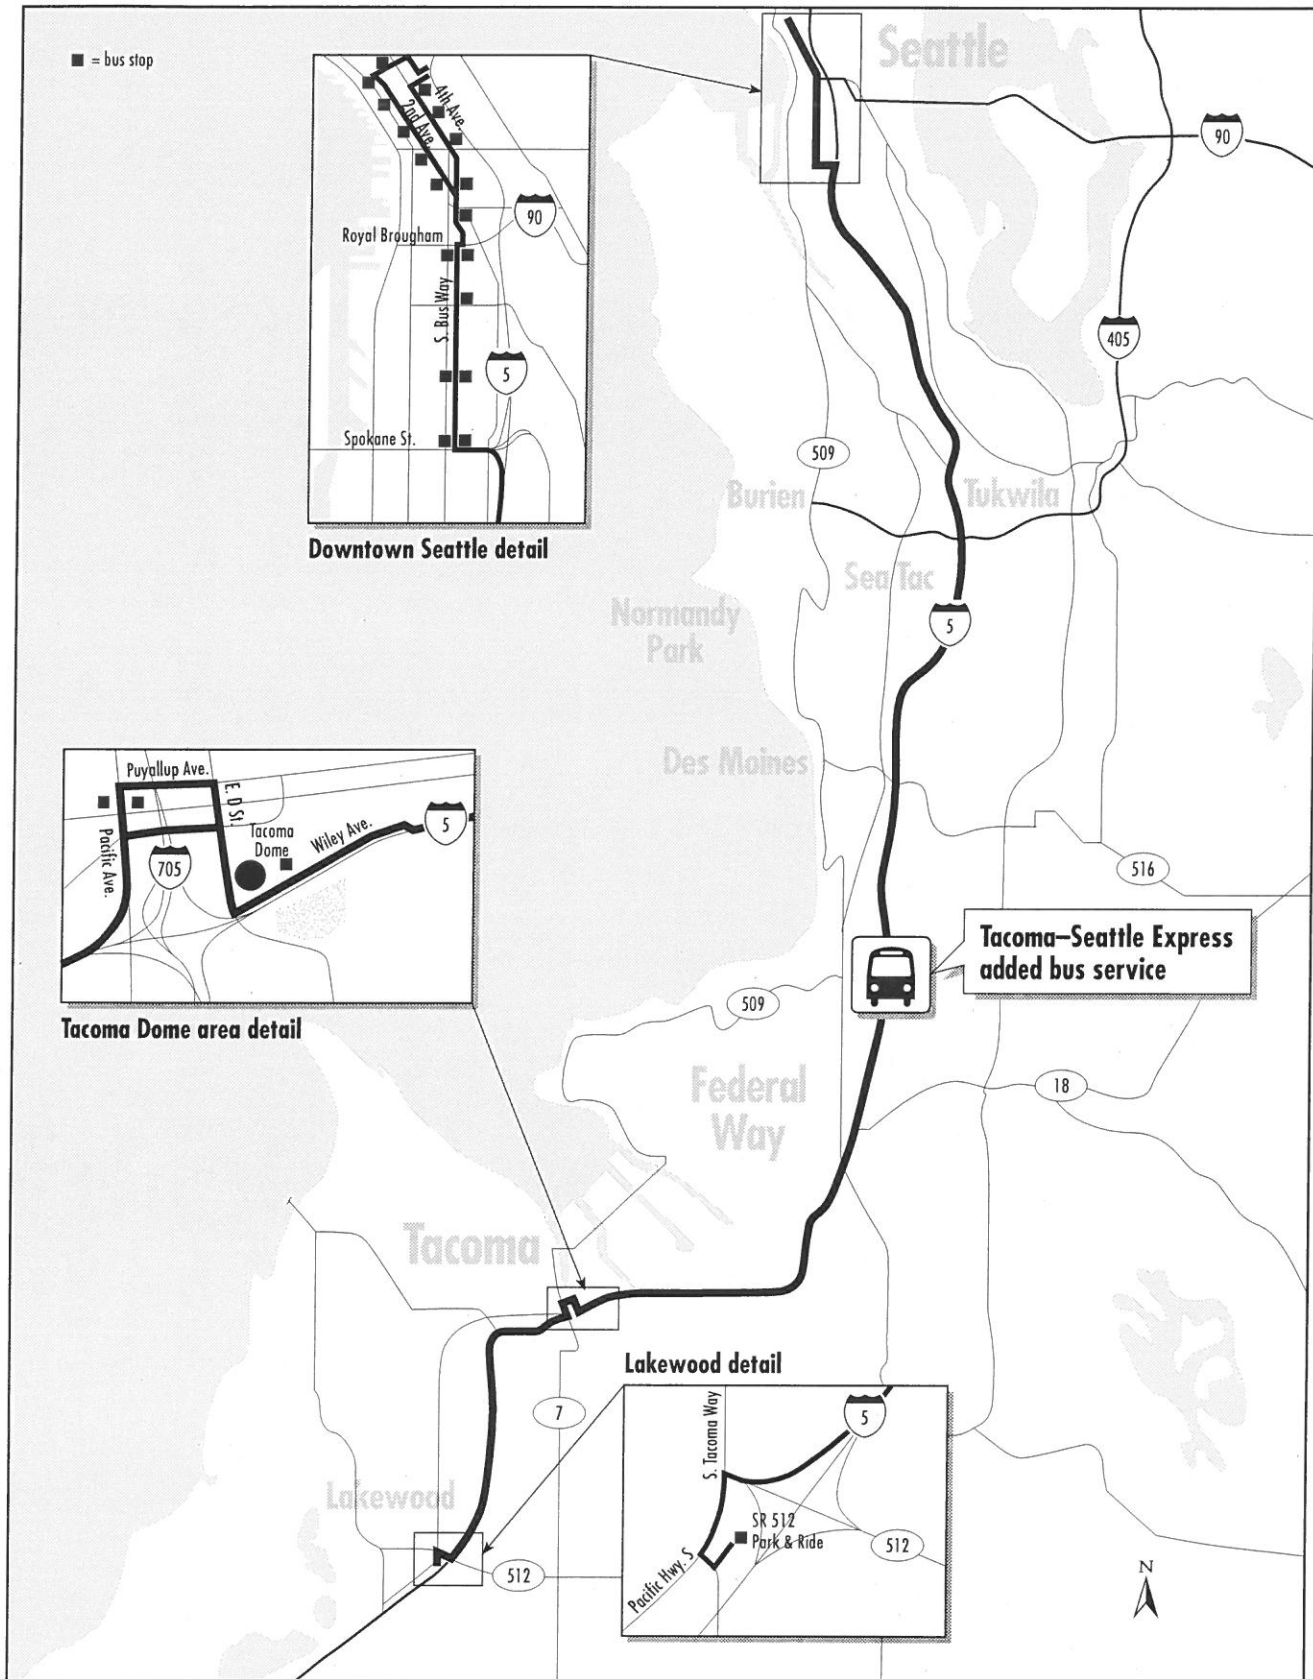 ■ = bus stop
Seattle
90
4th Ave.
2nd Ave.
90
Royal Brougham
S. Bus Way
5
Spokane St.
Downtown Seattle detail
405
509
Burien
Tukwila
Sea Tac
Normandy
Park
5
Des Moines
Puyallup Ave.
E. D St.
Pacific Ave.
705
Tacoma
Dome
Wiley Ave.
5
Tacoma Dome area detail
516
Tacoma–Seattle Express
added bus service
509
Federal
Way
18
Tacoma
Lakewood detail
7
S. Tacoma Way
5
SR 512
Park & Ride
512
Pacific Hwy. S
Lakewood
512
N